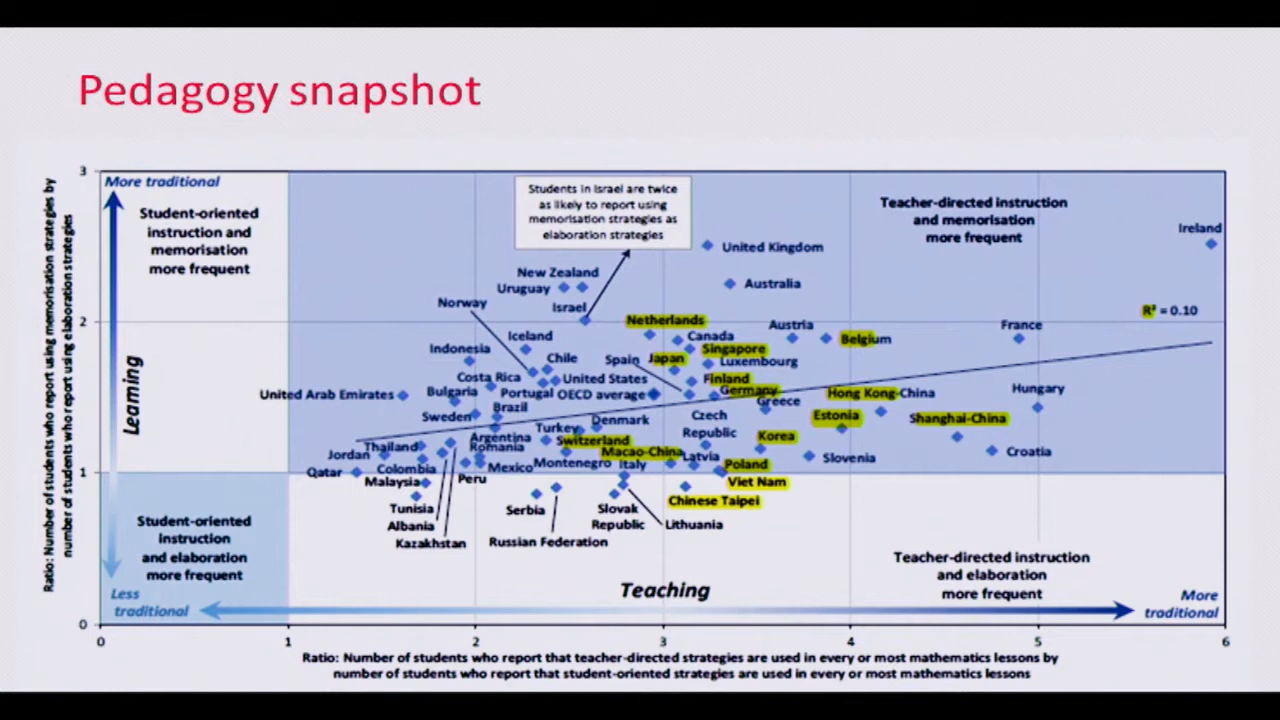 Pedagogy snapshot
Ratio: Number of students who report using memorisation strategies by
number of students who report using elaboration strategies
3
2
1
0
More traditional
Student-oriented
instruction and
memorisation
more frequent
Students in Israel are twice
as likely to report using
memorisation strategies as
elaboration strategies
Teacher-directed instruction
and memorisation
more frequent
Ireland
United Kingdom
New Zealand
Uruguay
Australia
Norway
Israel
R² = 0.10
Netherlands
Austria
France
Iceland
Canada
Belgium
Indonesia
Chile
Spain
Japan
Singapore
Luxembourg
Costa Rica
United States
Finland
United Arab Emirates
Bulgaria
Portugal
OECD average
Germany
Hong Kong-China
Hungary
Brazil
Greece
Sweden
Denmark
Czech
Republic
Estonia
Shanghai-China
Turkey
Argentina
Switzerland
Korea
Thailand
Romania
Jordan
Macao-China
Latvia
Slovenia
Croatia
Qatar
Colombia
Mexico
Montenegro
Italy
Poland
Malaysia
Peru
Viet Nam
Chinese Taipei
Tunisia
Serbia
Slovak
Republic
Lithuania
Albania
Kazakhstan
Russian Federation
Learning
Student-oriented
instruction
and elaboration
more frequent
Teacher-directed instruction
and elaboration
more frequent
Teaching
Less
traditional
More
traditional
0 1 2 3 4 5 6
Ratio: Number of students who report that teacher-directed strategies are used in every or most mathematics lessons by
number of students who report that student-oriented strategies are used in every or most mathematics lessons